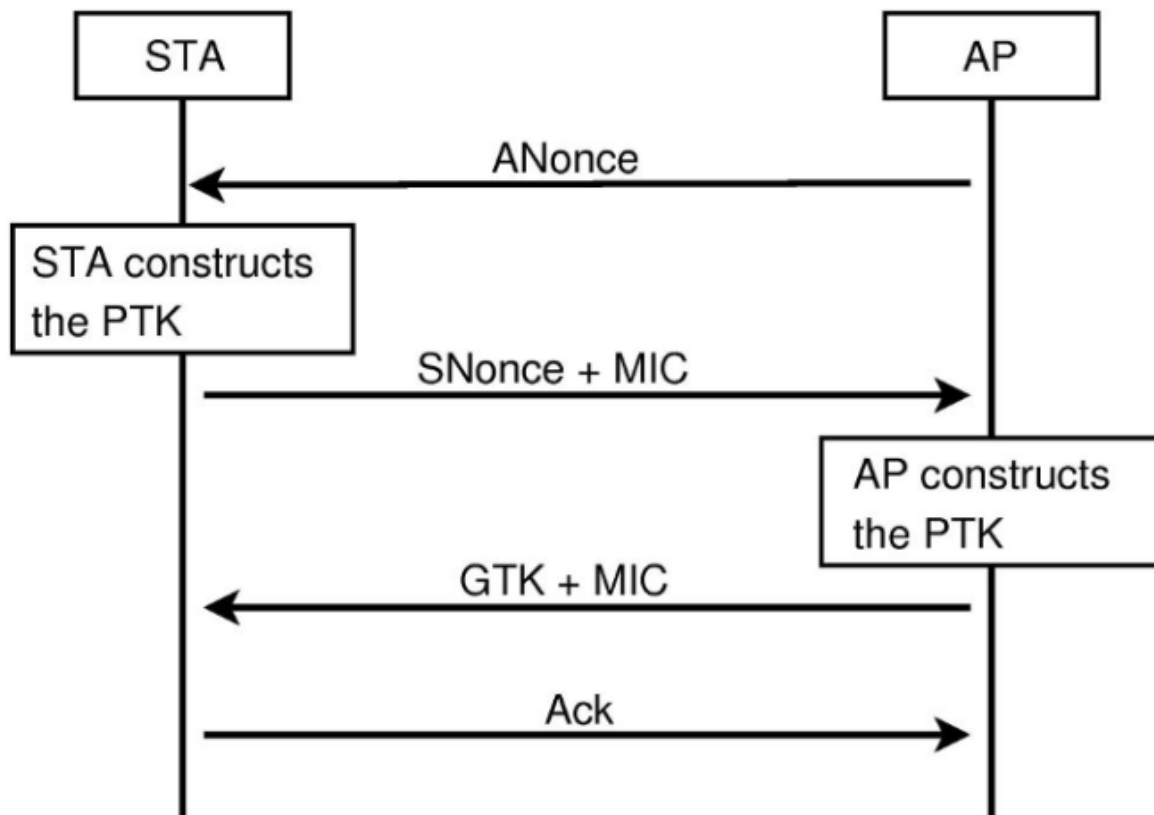 STA
AP
ANonce
STA constructs
the PTK
SNonce + MIC
AP constructs
the PTK
GTK + MIC
Ack